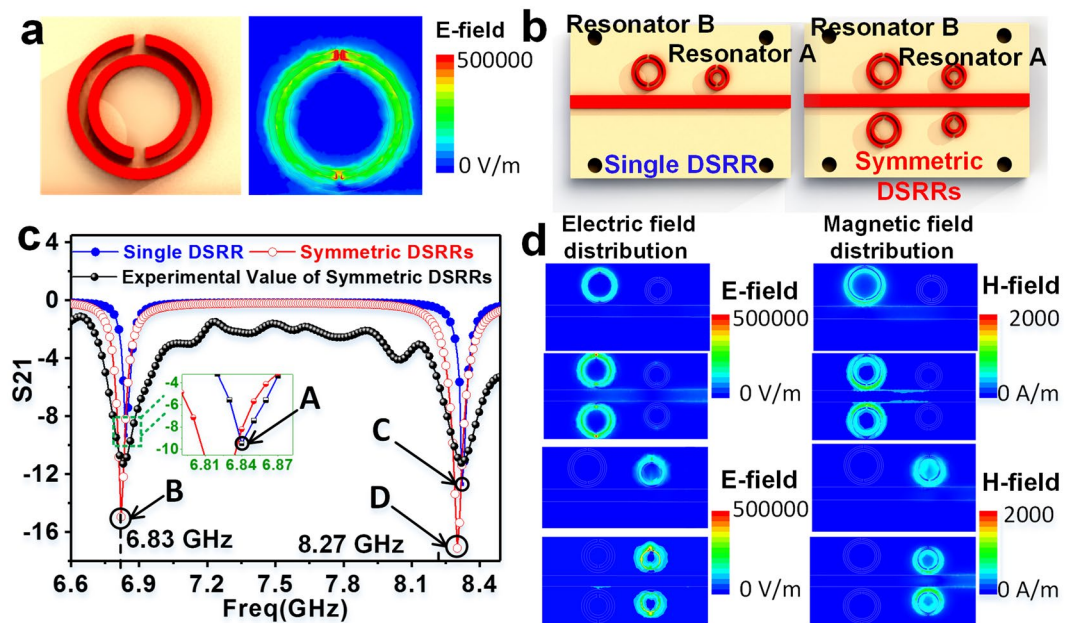 a
E-field
500000
0 V/m
b
Resonator B
Resonator A
Single DSRR
Resonator B
Resonator A
Symmetric
DSRRs
c
4
0
-4
-8
-12
-16
S21
Single DSRR
Symmetric DSRRs
Experimental Value of Symmetric DSRRs
-4
-6
-8
-10
6.81
6.84
6.87
A
B
C
D
6.83 GHz
8.27 GHz
6.6
6.9
7.2
7.5
7.8
8.1
8.4
Freq(GHz)
d
Electric field
distribution
Magnetic field
distribution
E-field
500000
0 V/m
H-field
2000
0 A/m
E-field
500000
0 V/m
H-field
2000
0 A/m